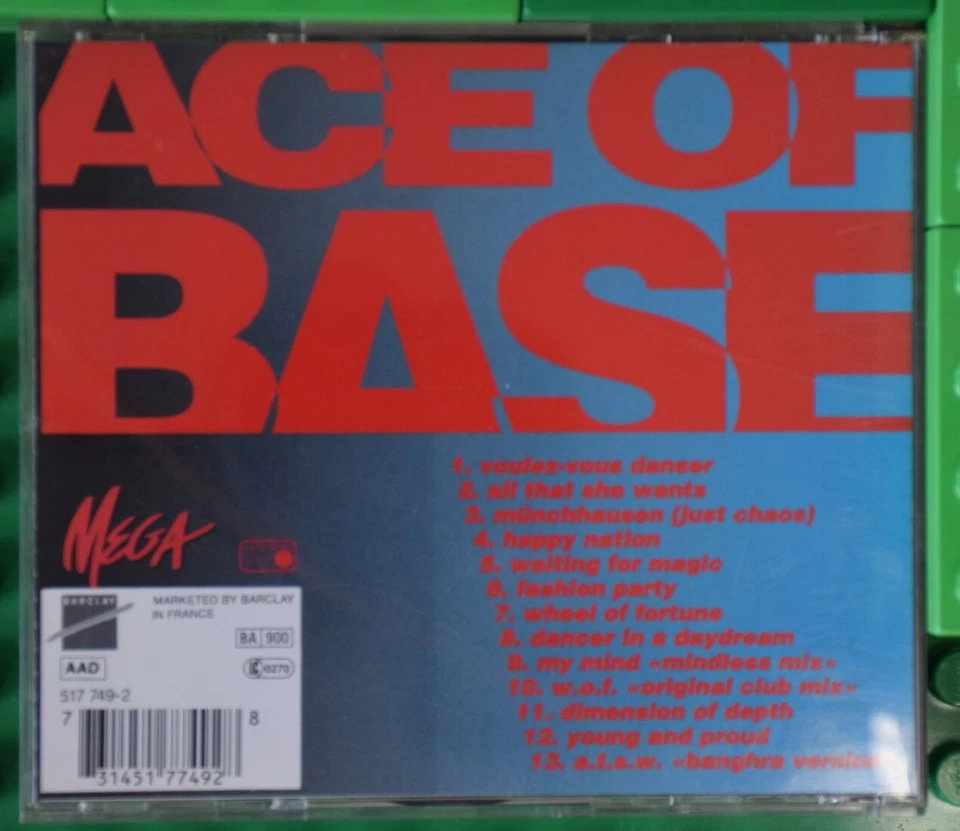 ACE OF
BASE
1. voulez-vous danser
2. all that she wants
3. münchhausen (just chaos)
4. happy nation
5. waiting for magic
6. fashion party
7. wheel of fortune
8. dancer in a daydream
9. my mind «mindless mix»
10. w.o.f. «original club mix»
11. dimension of depth
12. young and proud
13. a.t.s.w. «banghra version»
MEGA
BARCLAY
MARKETED BY BARCLAY
IN FRANCE
BA 900
AAD
517 749-2
7 31451 77492 8